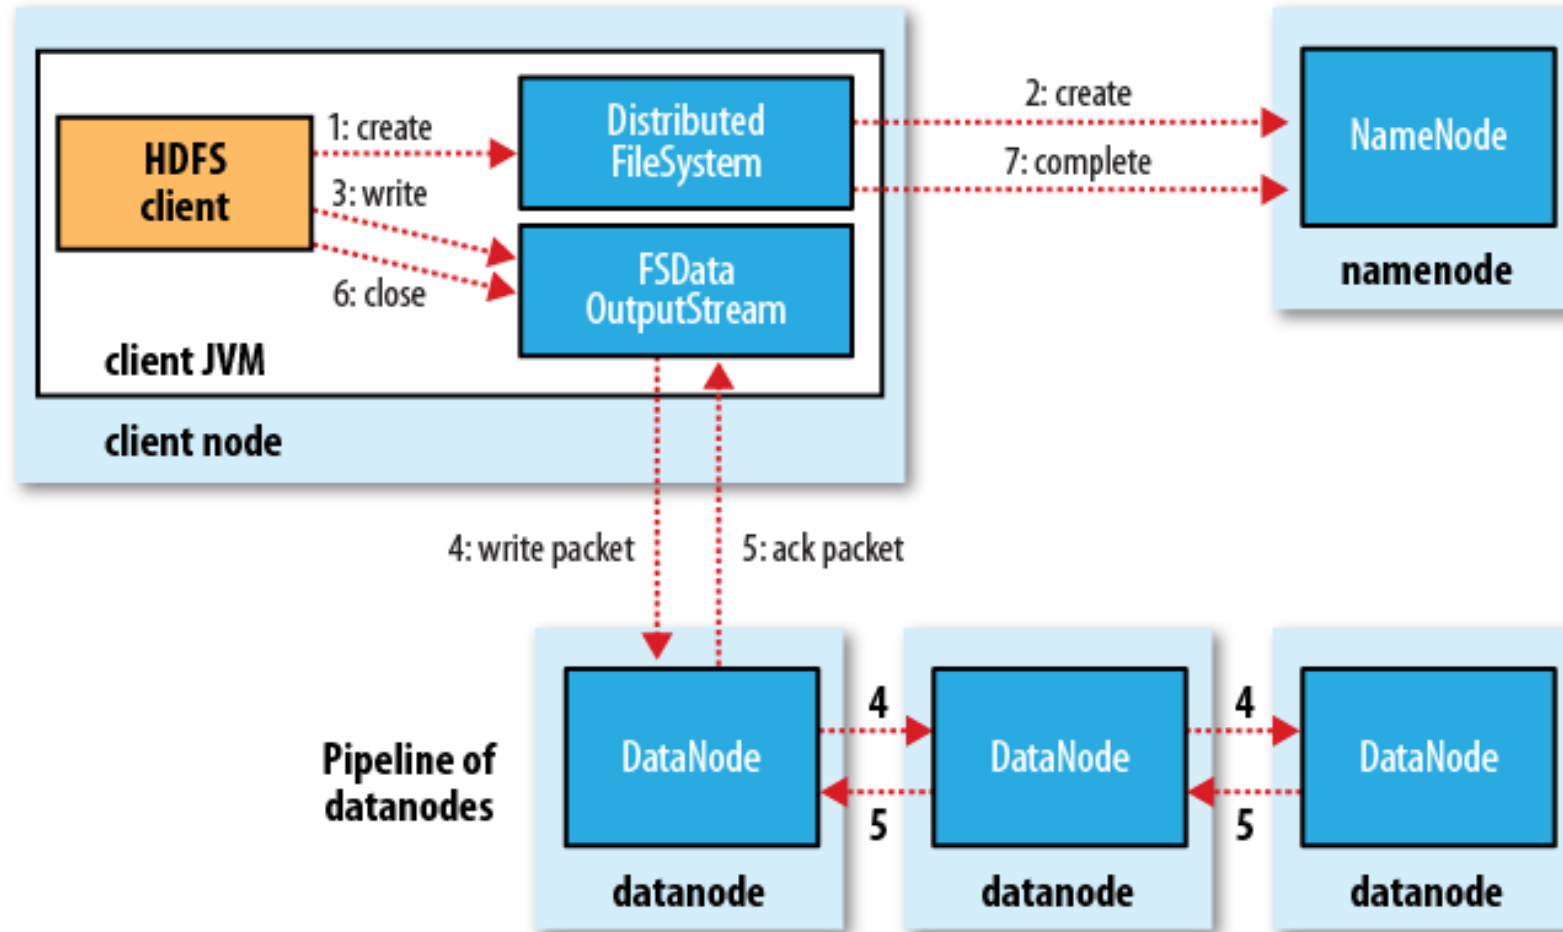 1: create
HDFS
client
3: write
6: close
Distributed
FileSystem
FSData
OutputStream
client JVM
client node
2: create
7: complete
NameNode
namenode
4: write packet
5: ack packet
Pipeline of
datanodes
DataNode
datanode
4
5
DataNode
datanode
4
5
DataNode
datanode